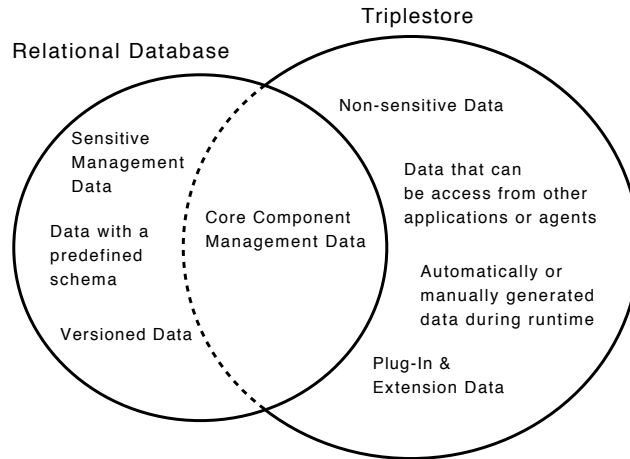 Triplestore
Relational Database
Non-sensitive Data
Sensitive
Management
Data
Data that can
be access from other
applications or agents
Core Component
Management Data
Data with a
predefined
schema
Automatically or
manually generated
data during runtime
Versioned Data
Plug-In &
Extension Data